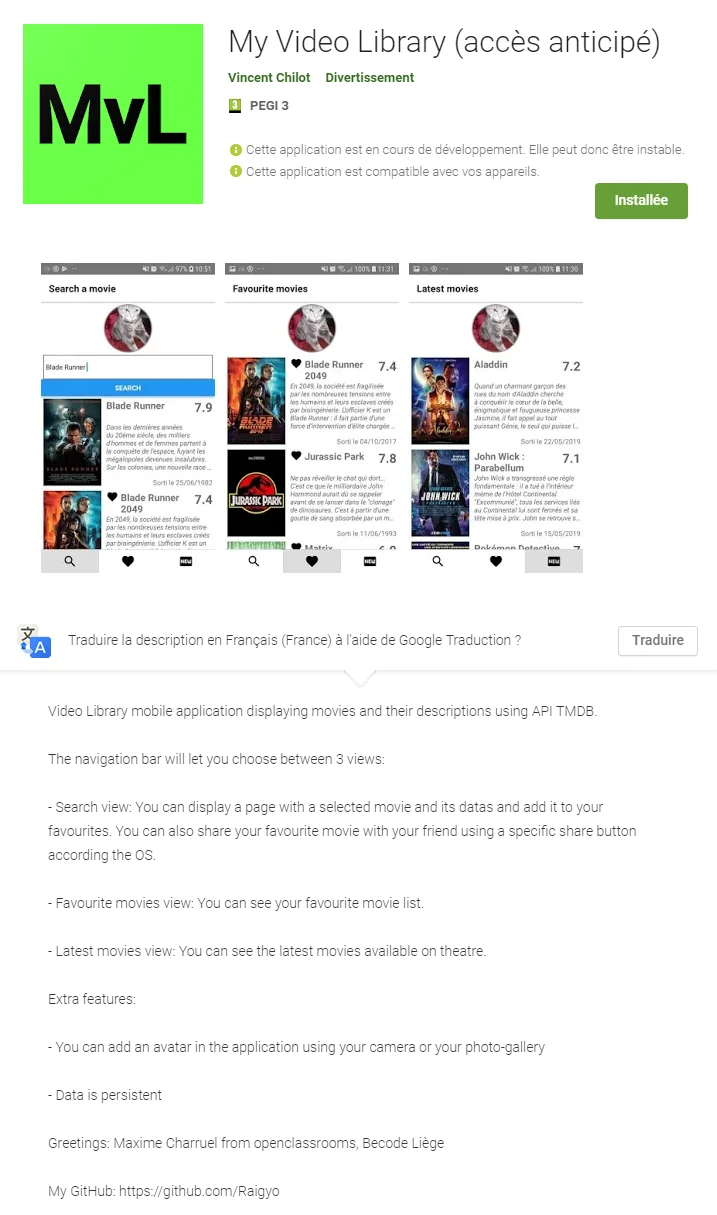 MvL
My Video Library (accès anticipé)
Vincent Chilot Divertissement
3 PEGI 3
Cette application est en cours de développement. Elle peut donc être instable.
Cette application est compatible avec vos appareils.
Installée
97% 10:51
Search a movie
Blade Runner
SEARCH
Blade Runner 7.9
Dans les dernières années
du 20ème siècle, des milliers
d'hommes et de femmes partent à
la conquête de l'espace, fuyant les
mégalopoles devenues insalubres.
Sur les colonies, une nouvelle race ...
Sorti le 25/06/1982
BLADE RUNNER
Blade Runner 7.4
2049
En 2049, la société est fragilisée
par les nombreuses tensions entre
les humains et leurs esclaves créés
par bioingénierie. L'officier K est un
NEW
100% 11:31
Favourite movies
Blade Runner 7.4
2049
En 2049, la société est fragilisée
par les nombreuses tensions entre
les humains et leurs esclaves créés
par bioingénierie. L'officier K est un
Blade Runner : il fait partie d'une
force d'intervention d'élite chargée ...
Sorti le 04/10/2017
BLADE
RUNNER
2049
Jurassic Park 7.8
Ne pas réveiller le chat qui dort...
C'est ce que le milliardaire John
Hammond aurait dû se rappeler
avant de se lancer dans le "clonage"
de dinosaures. C'est à partir d'une
goutte de sang absorbée par un m...
Sorti le 11/06/1993
JURASSIC PARK
Matrix
NEW
100% 11:30
Latest movies
Aladdin 7.2
Quand un charmant garçon des
rues du nom d'Aladdin cherche
à conquérir le cœur de la belle,
énigmatique et fougueuse princesse
Jasmine, il fait appel au tout
puissant Génie, le seul qui puisse l...
Sorti le 22/05/2019
Aladdin
John Wick : 7.1
Parabellum
John Wick a transgressé une règle
fondamentale : il a tué à l'intérieur
même de l'Hôtel Continental.
"Excommunié", tous les services liés
au Continental lui sont fermés et sa
tête mise à prix. John se retrouve s...
Sorti le 15/05/2019
JOHN WICK
Pokémon Detective 7
NEW
文A
Traduire la description en Français (France) à l'aide de Google Traduction ?
Traduire
Video Library mobile application displaying movies and their descriptions using API TMDB.
The navigation bar will let you choose between 3 views:
- Search view: You can display a page with a selected movie and its datas and add it to your
favourites. You can also share your favourite movie with your friend using a specific share button
according the OS.
- Favourite movies view: You can see your favourite movie list.
- Latest movies view: You can see the latest movies available on theatre.
Extra features:
- You can add an avatar in the application using your camera or your photo-gallery
- Data is persistent
Greetings: Maxime Charruel from openclassrooms, Becode Liège
My GitHub: https://github.com/Raigyo